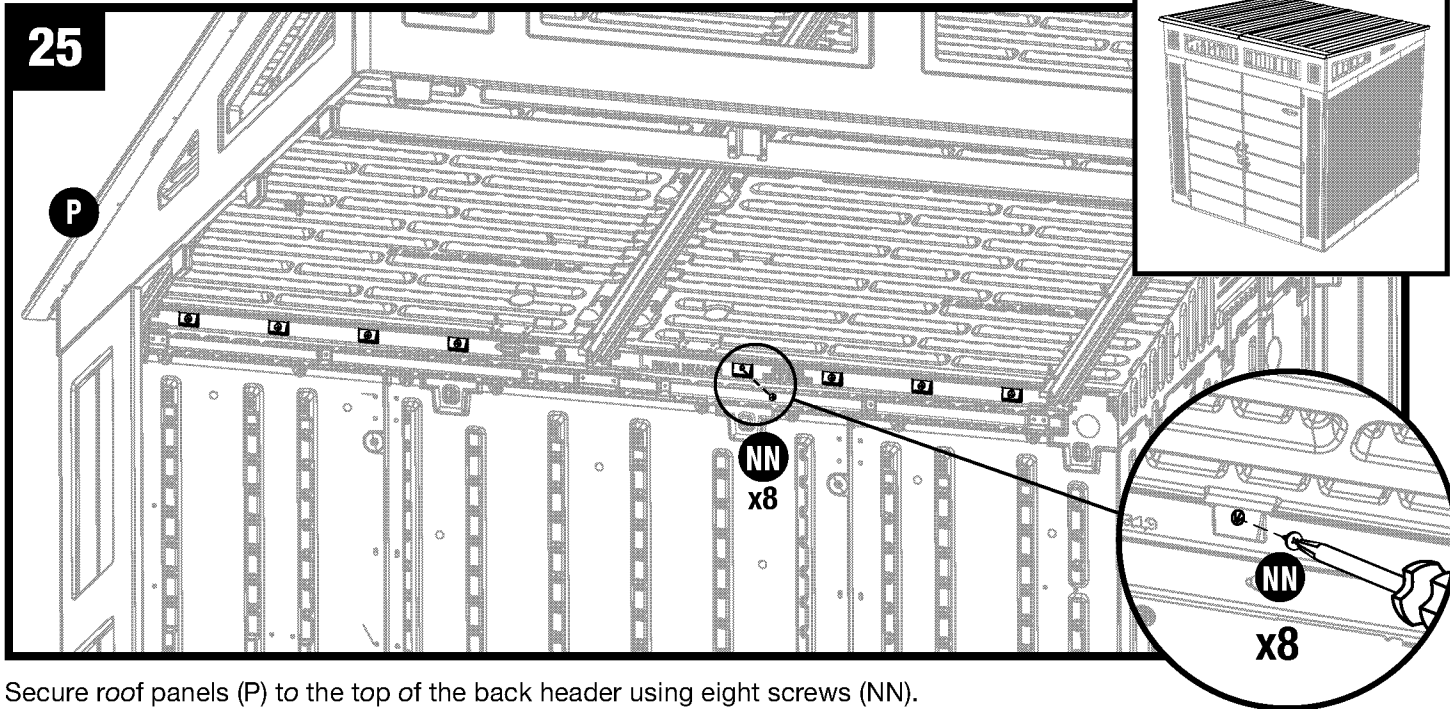 25
P
NN
x8
319
NN
x8
Secure roof panels (P) to the top of the back header using eight screws (NN).